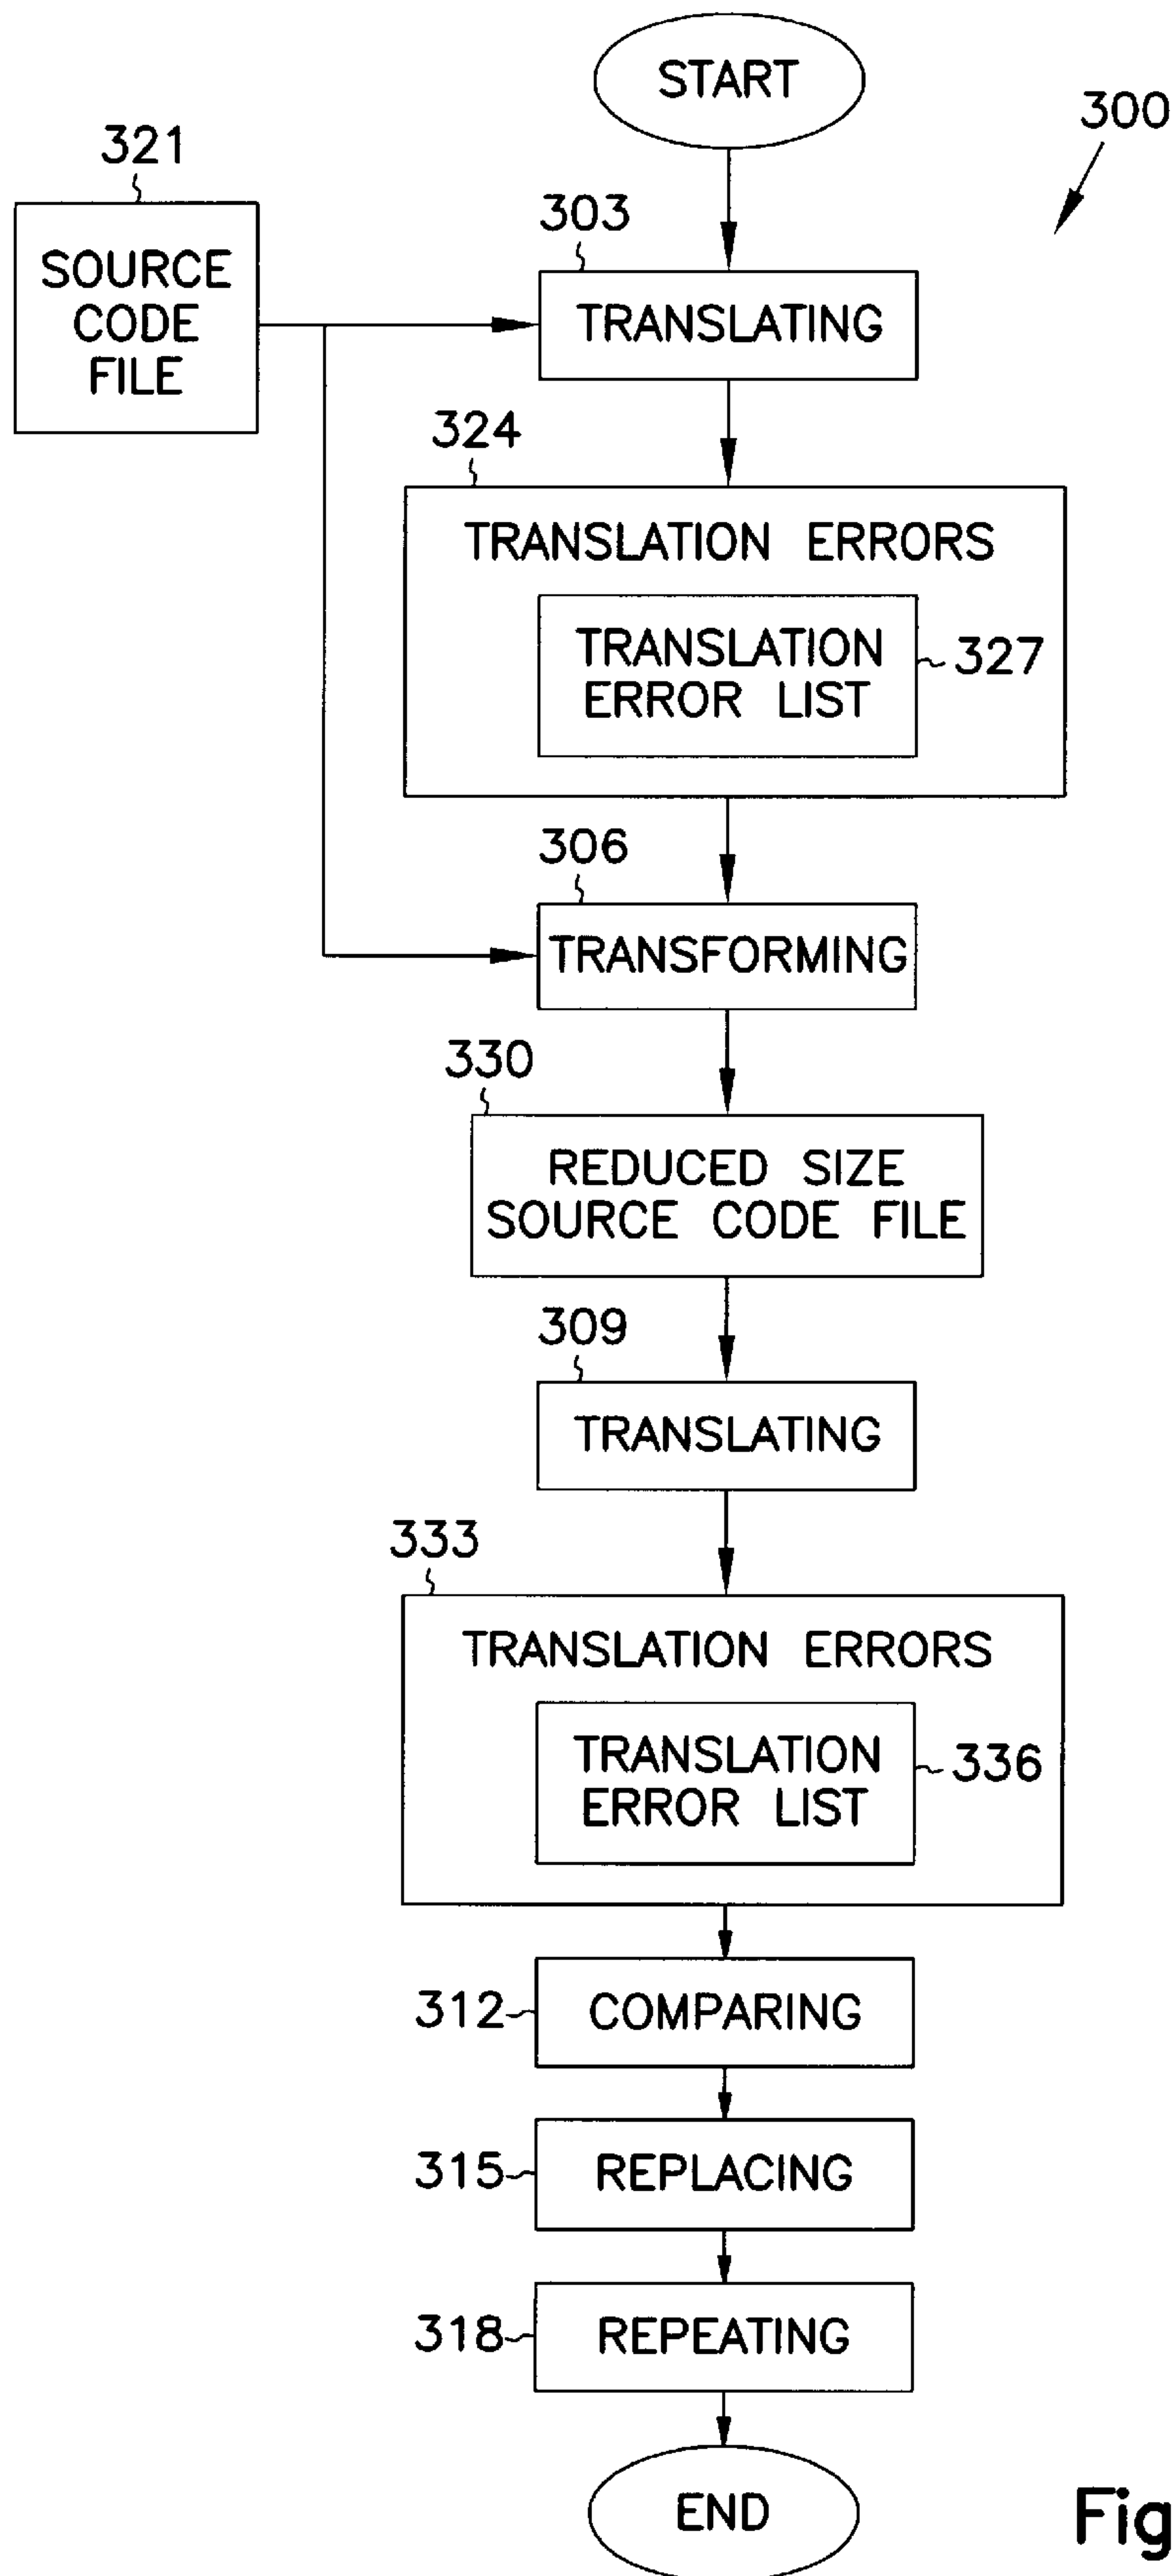 START
300
321
SOURCE
CODE
FILE
303
TRANSLATING
324
TRANSLATION ERRORS
TRANSLATION
ERROR LIST
327
306
TRANSFORMING
330
REDUCED SIZE
SOURCE CODE FILE
309
TRANSLATING
333
TRANSLATION ERRORS
TRANSLATION
ERROR LIST
336
312
COMPARING
315
REPLACING
318
REPEATING
END
Fig